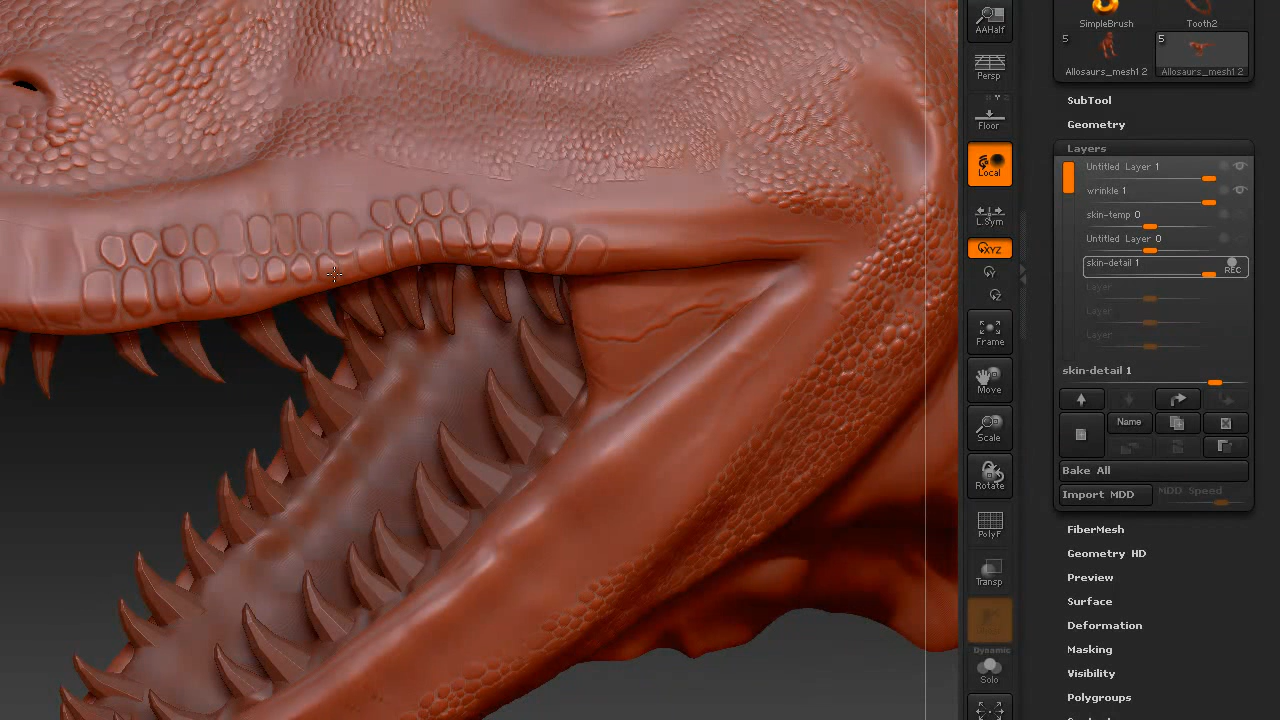 SimpleBrush
Tooth2
5
5
Allosaurs_mesh1 2
Allosaurs_mesh1 2
SubTool
Geometry
Layers
Untitled Layer 1
wrinkle 1
skin-temp 0
Untitled Layer 0
skin-detail 1
REC
Layer
Layer
Layer
skin-detail 1
Name
Bake All
Import MDD
MDD Speed
FiberMesh
Geometry HD
Preview
Surface
Deformation
Masking
Visibility
Polygroups
AAHalf
Persp
Floor
Local
L.Sym
XYZ
Frame
Move
Scale
Rotate
PolyF
Transp
Dynamic
Solo